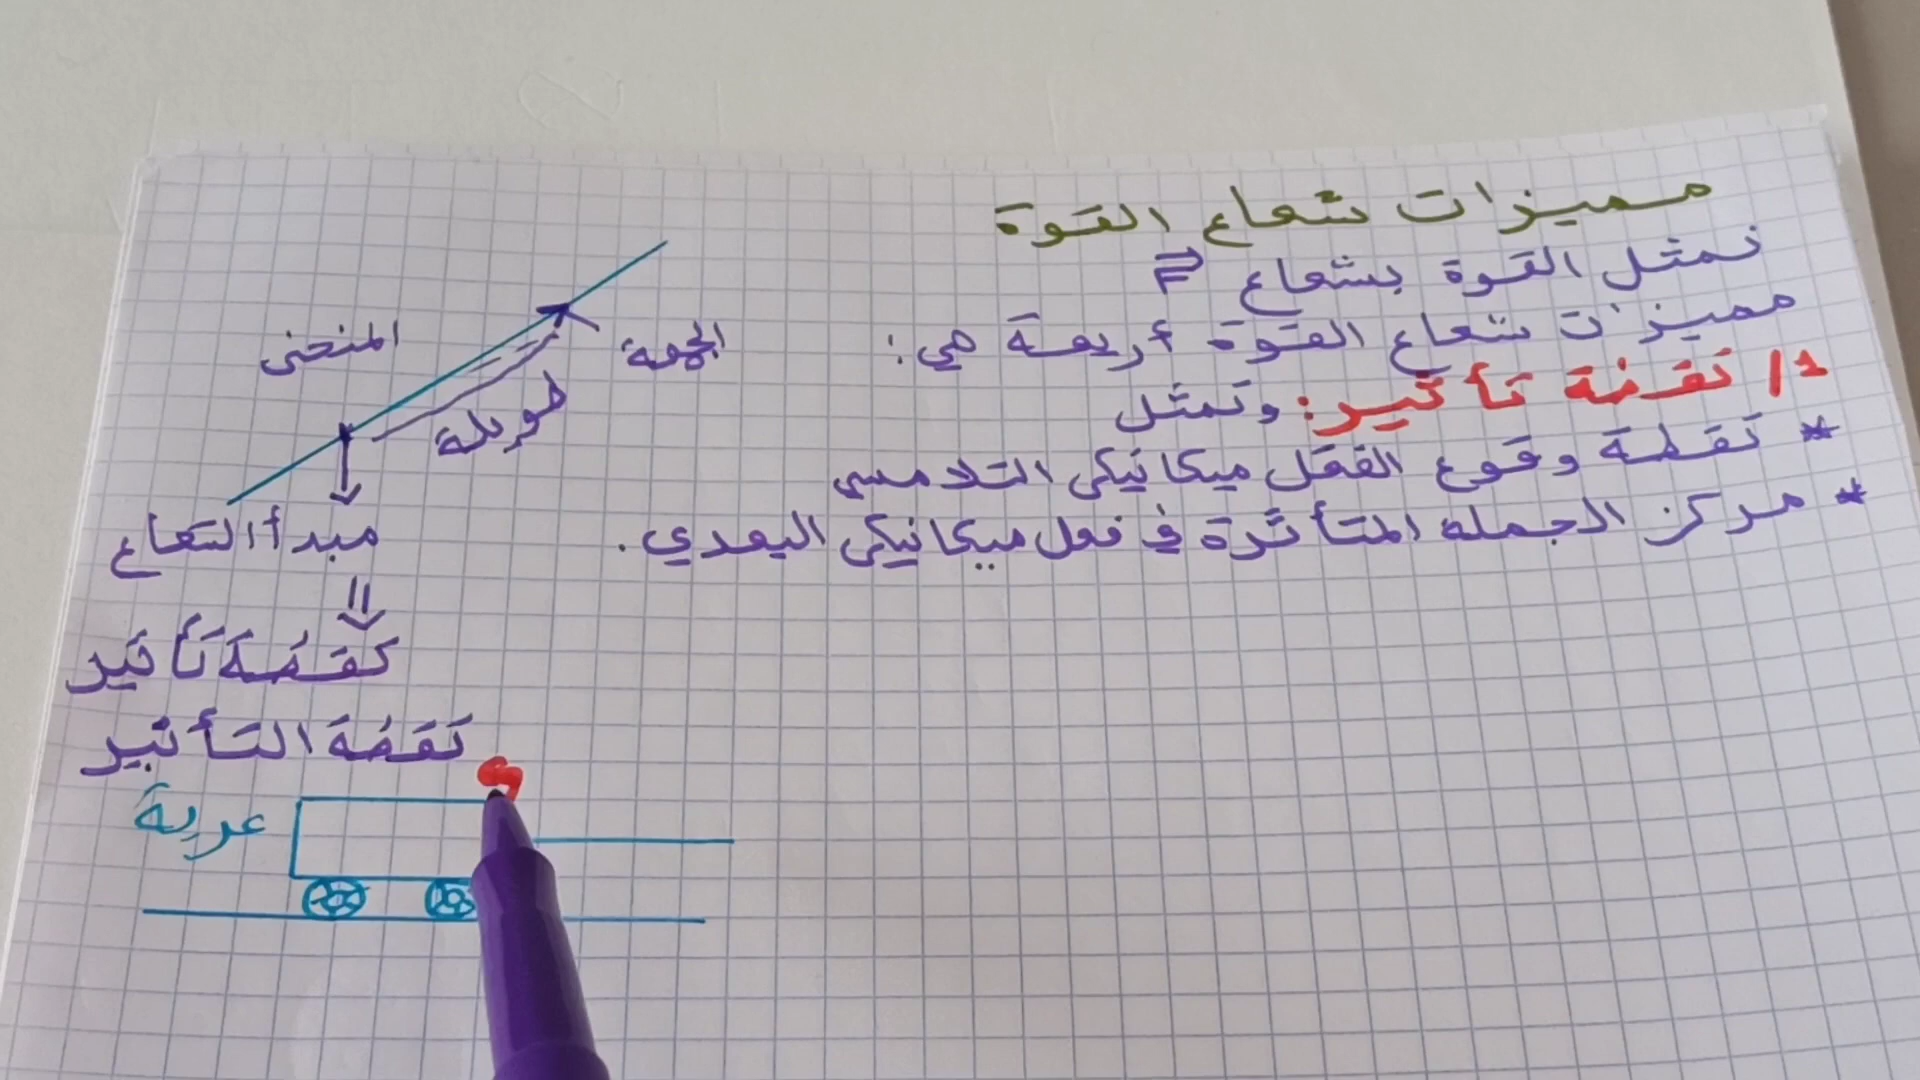 مميزات شعاع القوة
نمثل القوة بشعاع F⃗
مميزات شعاع القوة أربعة هي:
1/ نقطة تأثير: وتمثل
* نقطة وقوع الفعل ميكانيكي التلامسي
* مركز الجملة المتأثرة في فعل ميكانيكي البعدي.
المنحنى
الجهة
طويلة
مبدأ الشعاع
⇓
نقطة تأثير
نقطة التأثير
عربة